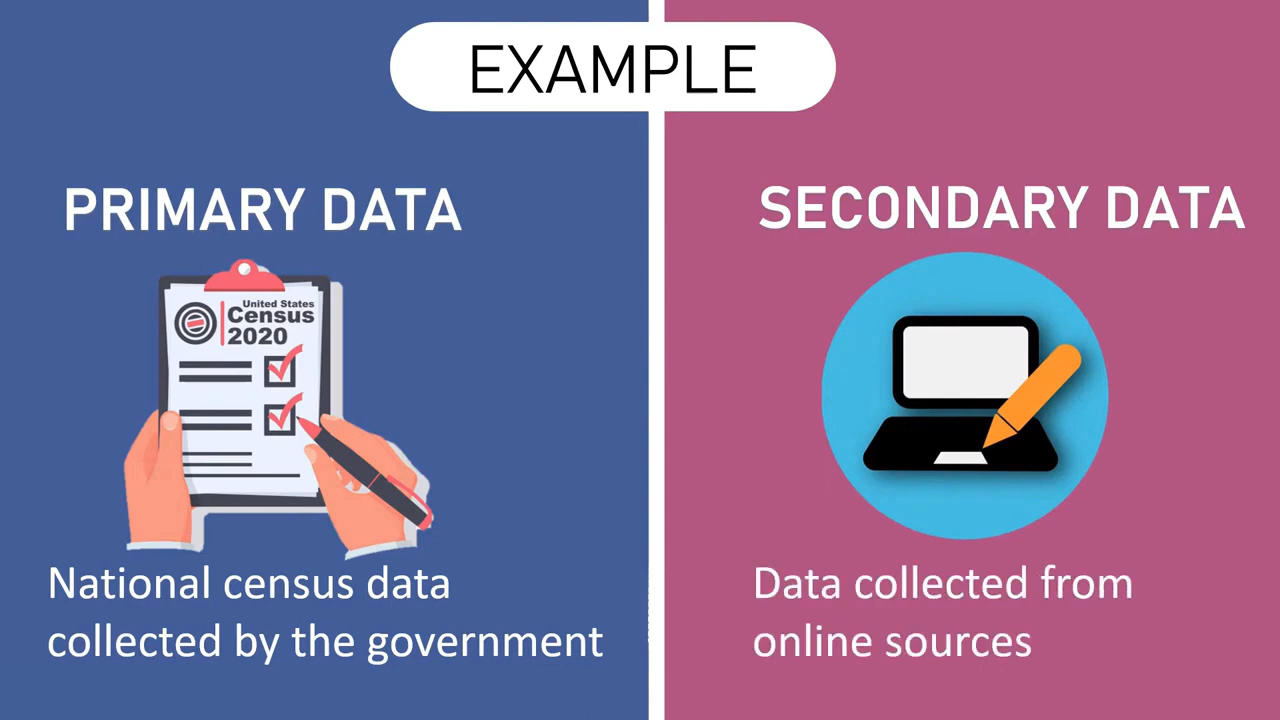 EXAMPLE
PRIMARY DATA
United States
Census
2020
National census data
collected by the government
SECONDARY DATA
Data collected from
online sources